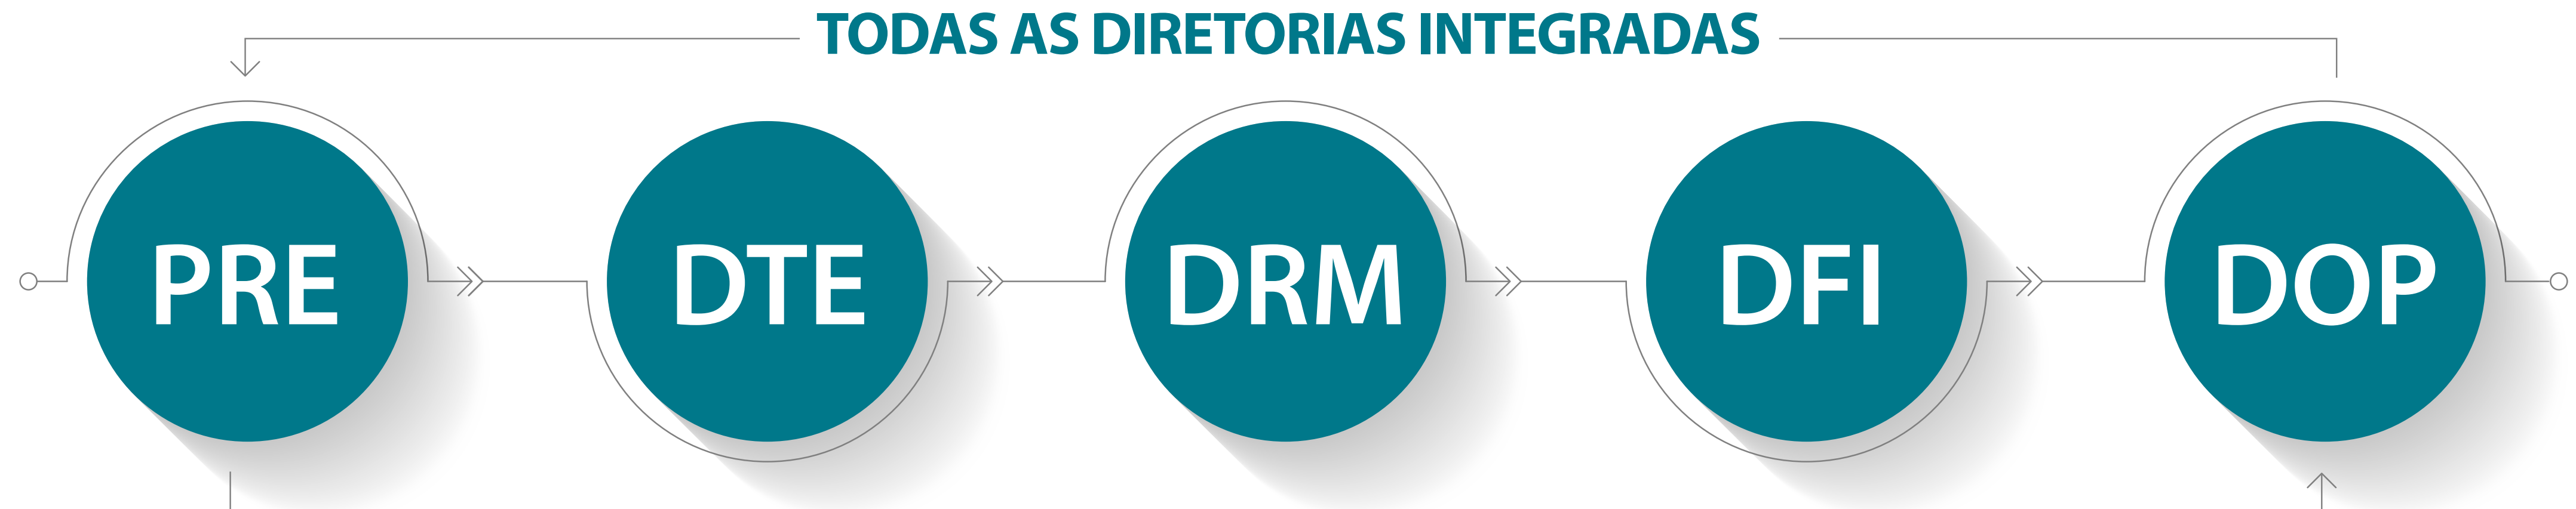 TODAS AS DIRETORIAS INTEGRADAS
PRE DTE DRM DFI DOP